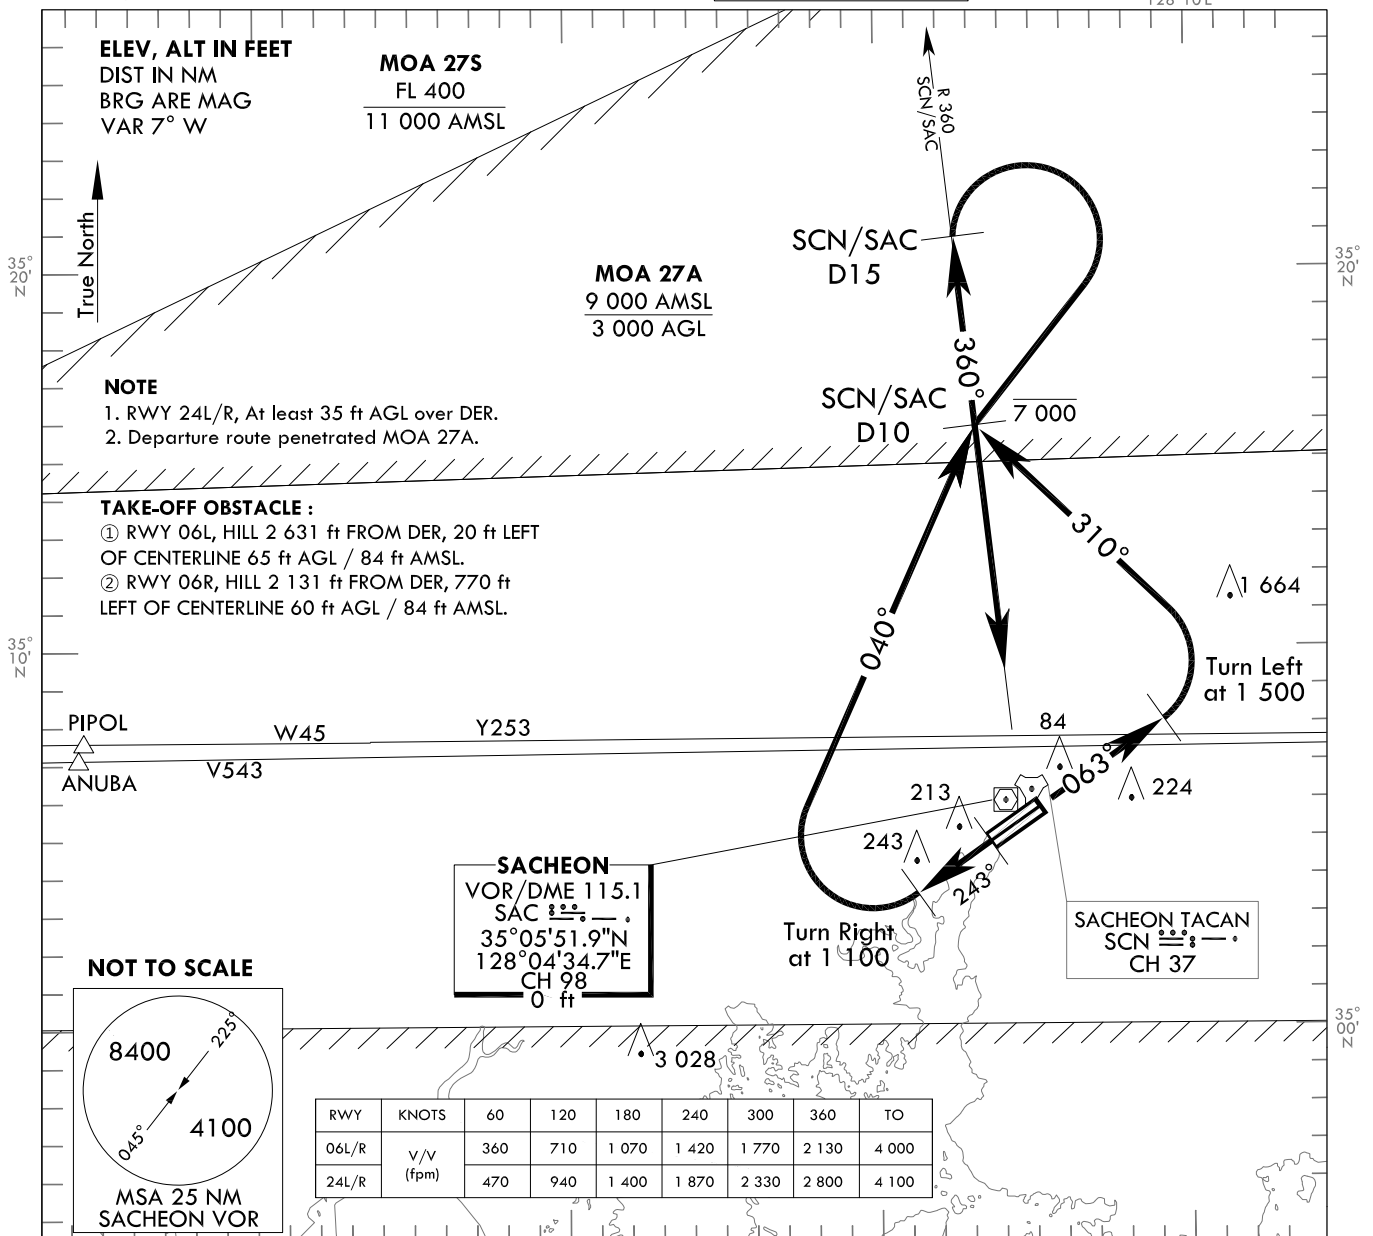 128°10'E
ELEV, ALT IN FEET
DIST IN NM
BRG ARE MAG
VAR 7° W
MOA 27S
FL 400
11 000 AMSL
True North
R 360
SCN/SAC
SCN/SAC
D15
35°
20'
N
35°
20'
N
MOA 27A
9 000 AMSL
3 000 AGL
360°
NOTE
1. RWY 24L/R, At least 35 ft AGL over DER.
2. Departure route penetrated MOA 27A.
SCN/SAC
D10
7 000
TAKE-OFF OBSTACLE :
① RWY 06L, HILL 2 631 ft FROM DER, 20 ft LEFT
OF CENTERLINE 65 ft AGL / 84 ft AMSL.
② RWY 06R, HILL 2 131 ft FROM DER, 770 ft
LEFT OF CENTERLINE 60 ft AGL / 84 ft AMSL.
310°
1 664
040°
35°
10'
N
Turn Left
at 1 500
PIPOL
W45
Y253
84
ANUBA
V543
063°
224
213
243
243°
SACHEON
VOR/DME 115.1
SAC
35°05'51.9"N
128°04'34.7"E
CH 98
0 ft
Turn Right
at 1 100
SACHEON TACAN
SCN
CH 37
NOT TO SCALE
8400
225°
045°
4100
MSA 25 NM
SACHEON VOR
35°
00'
N
3 028
RWY KNOTS 60 120 180 240 300 360 TO
06L/R V/V (fpm) 360 710 1 070 1 420 1 770 2 130 4 000
24L/R 470 940 1 400 1 870 2 330 2 800 4 100